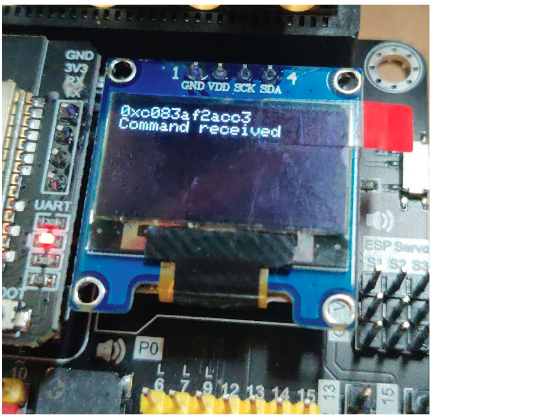 GND
3V3
RX
1 4
GND VDD SCK SDA
0xc083af2acc3
Command received
UART
ESP Servo
S1 S2 S3
P0
L L L
6 7 9 12 13 14 15
13
15
10